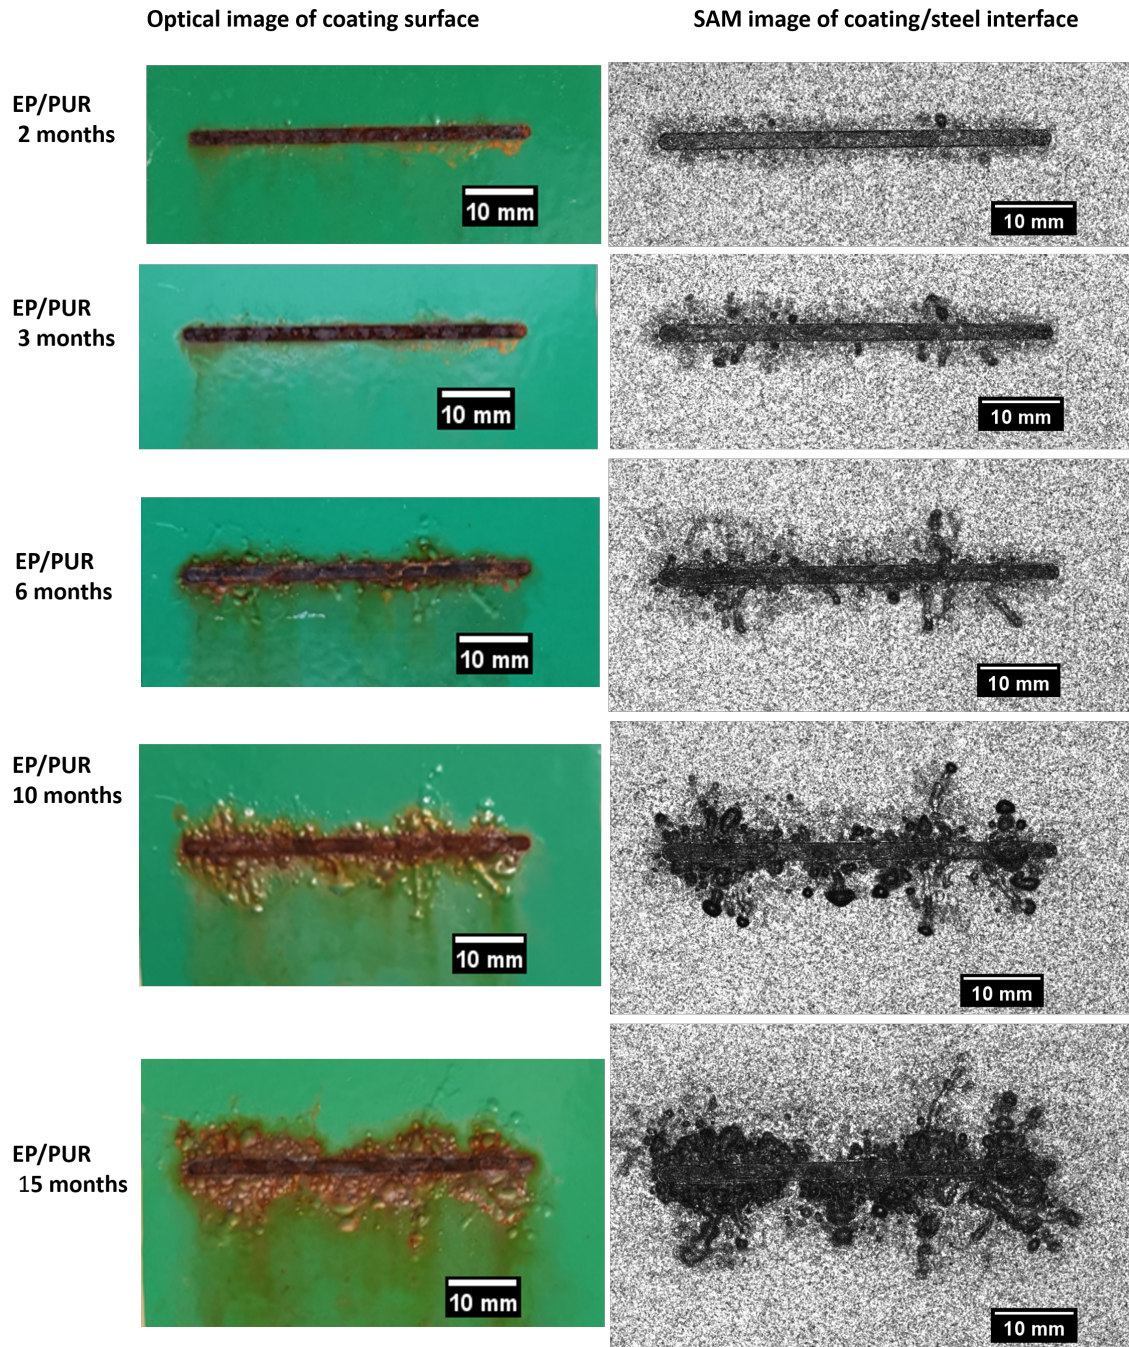 Optical image of coating surface
SAM image of coating/steel interface
EP/PUR
2 months
10 mm
10 mm
EP/PUR
3 months
10 mm
10 mm
EP/PUR
6 months
10 mm
10 mm
EP/PUR
10 months
10 mm
10 mm
EP/PUR
15 months
10 mm
10 mm